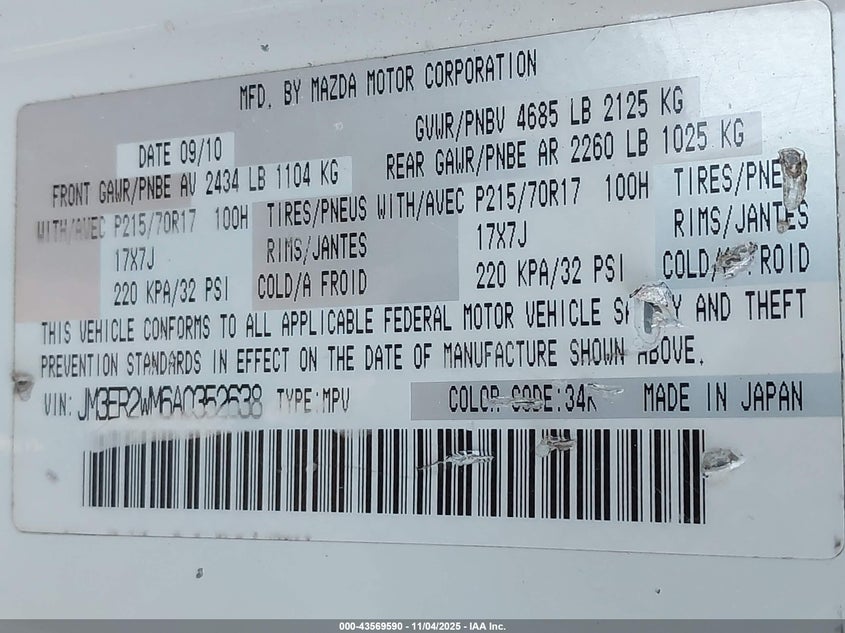 MFD. BY MAZDA MOTOR CORPORATION
DATE 09/10 GVWR/PNBV 4685 LB 2125 KG
FRONT GAWR/PNBE AV 2434 LB 1104 KG REAR GAWR/PNBE AR 2260 LB 1025 KG
WITH/AVEC P215/70R17 100H TIRES/PNEUS WITH/AVEC P215/70R17 100H TIRES/PNE
17X7J RIMS/JANTES 17X7J RIMS/JANTES
220 KPA/32 PSI COLD/A FROID 220 KPA/32 PSI COLD/ ROID
THIS VEHICLE CONFORMS TO ALL APPLICABLE FEDERAL MOTOR VEHICLE AND THEFT
PREVENTION STANDARDS IN EFFECT ON THE DATE OF MANUFACTURE SHOWN ABOVE.
VIN: JM3ER2WM6A0352638 TYPE:MPV COLOR CODE:34K MADE IN JAPAN
000-43569590 - 11/04/2025 - IAA Inc.